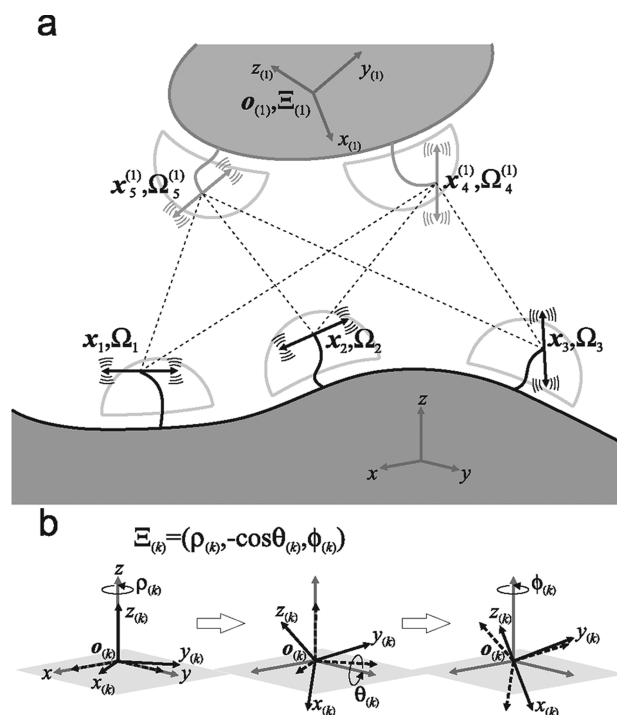 a
z₍₁₎ y₍₁₎
o₍₁₎,Ξ₍₁₎
x₍₁₎
x₅⁽¹⁾,Ω₅⁽¹⁾ x₄⁽¹⁾,Ω₄⁽¹⁾
x₁,Ω₁ x₂,Ω₂ x₃,Ω₃
z
x y
b
Ξ₍ₖ₎=(ρ₍ₖ₎,-cosθ₍ₖ₎,ϕ₍ₖ₎)
z ρ₍ₖ₎ z₍ₖ₎ o₍ₖ₎ y₍ₖ₎ x x₍ₖ₎ y
z₍ₖ₎ y₍ₖ₎ o₍ₖ₎ θ₍ₖ₎ x₍ₖ₎
z ϕ₍ₖ₎ z₍ₖ₎ y₍ₖ₎ o₍ₖ₎ x₍ₖ₎